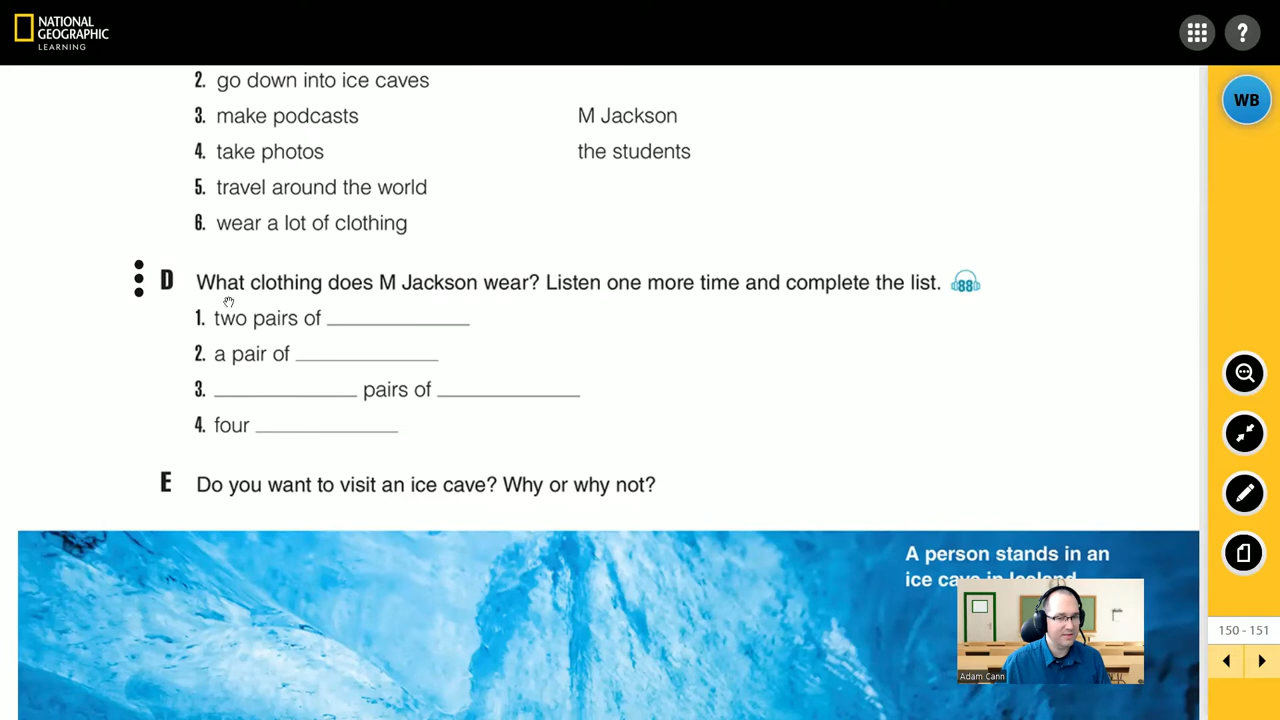 NATIONAL
GEOGRAPHIC
LEARNING
?
WB
2. go down into ice caves
3. make podcasts
M Jackson
4. take photos
the students
5. travel around the world
6. wear a lot of clothing
D What clothing does M Jackson wear? Listen one more time and complete the list. 88
1. two pairs of
2. a pair of
3. pairs of
4. four
E Do you want to visit an ice cave? Why or why not?
A person stands in an
ice cave in Iceland
Adam Cann
150 - 151